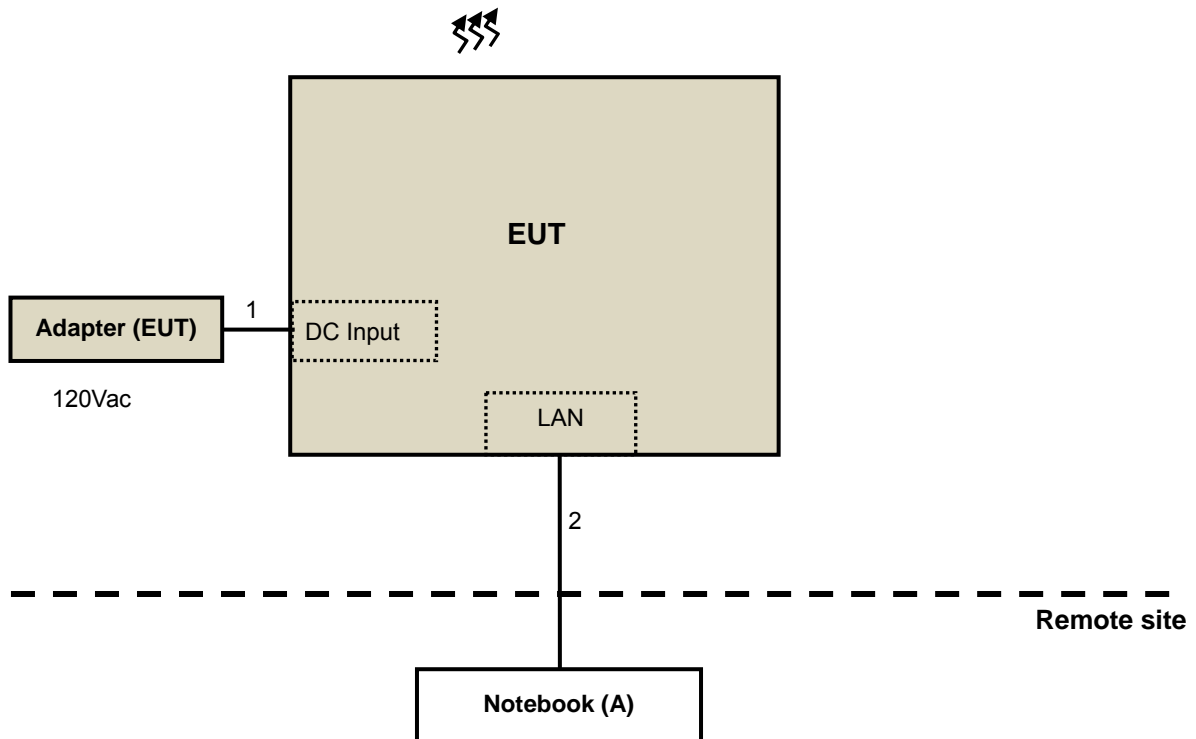 EUT
1
Adapter (EUT)
DC Input
120Vac
LAN
2
Remote site
Notebook (A)